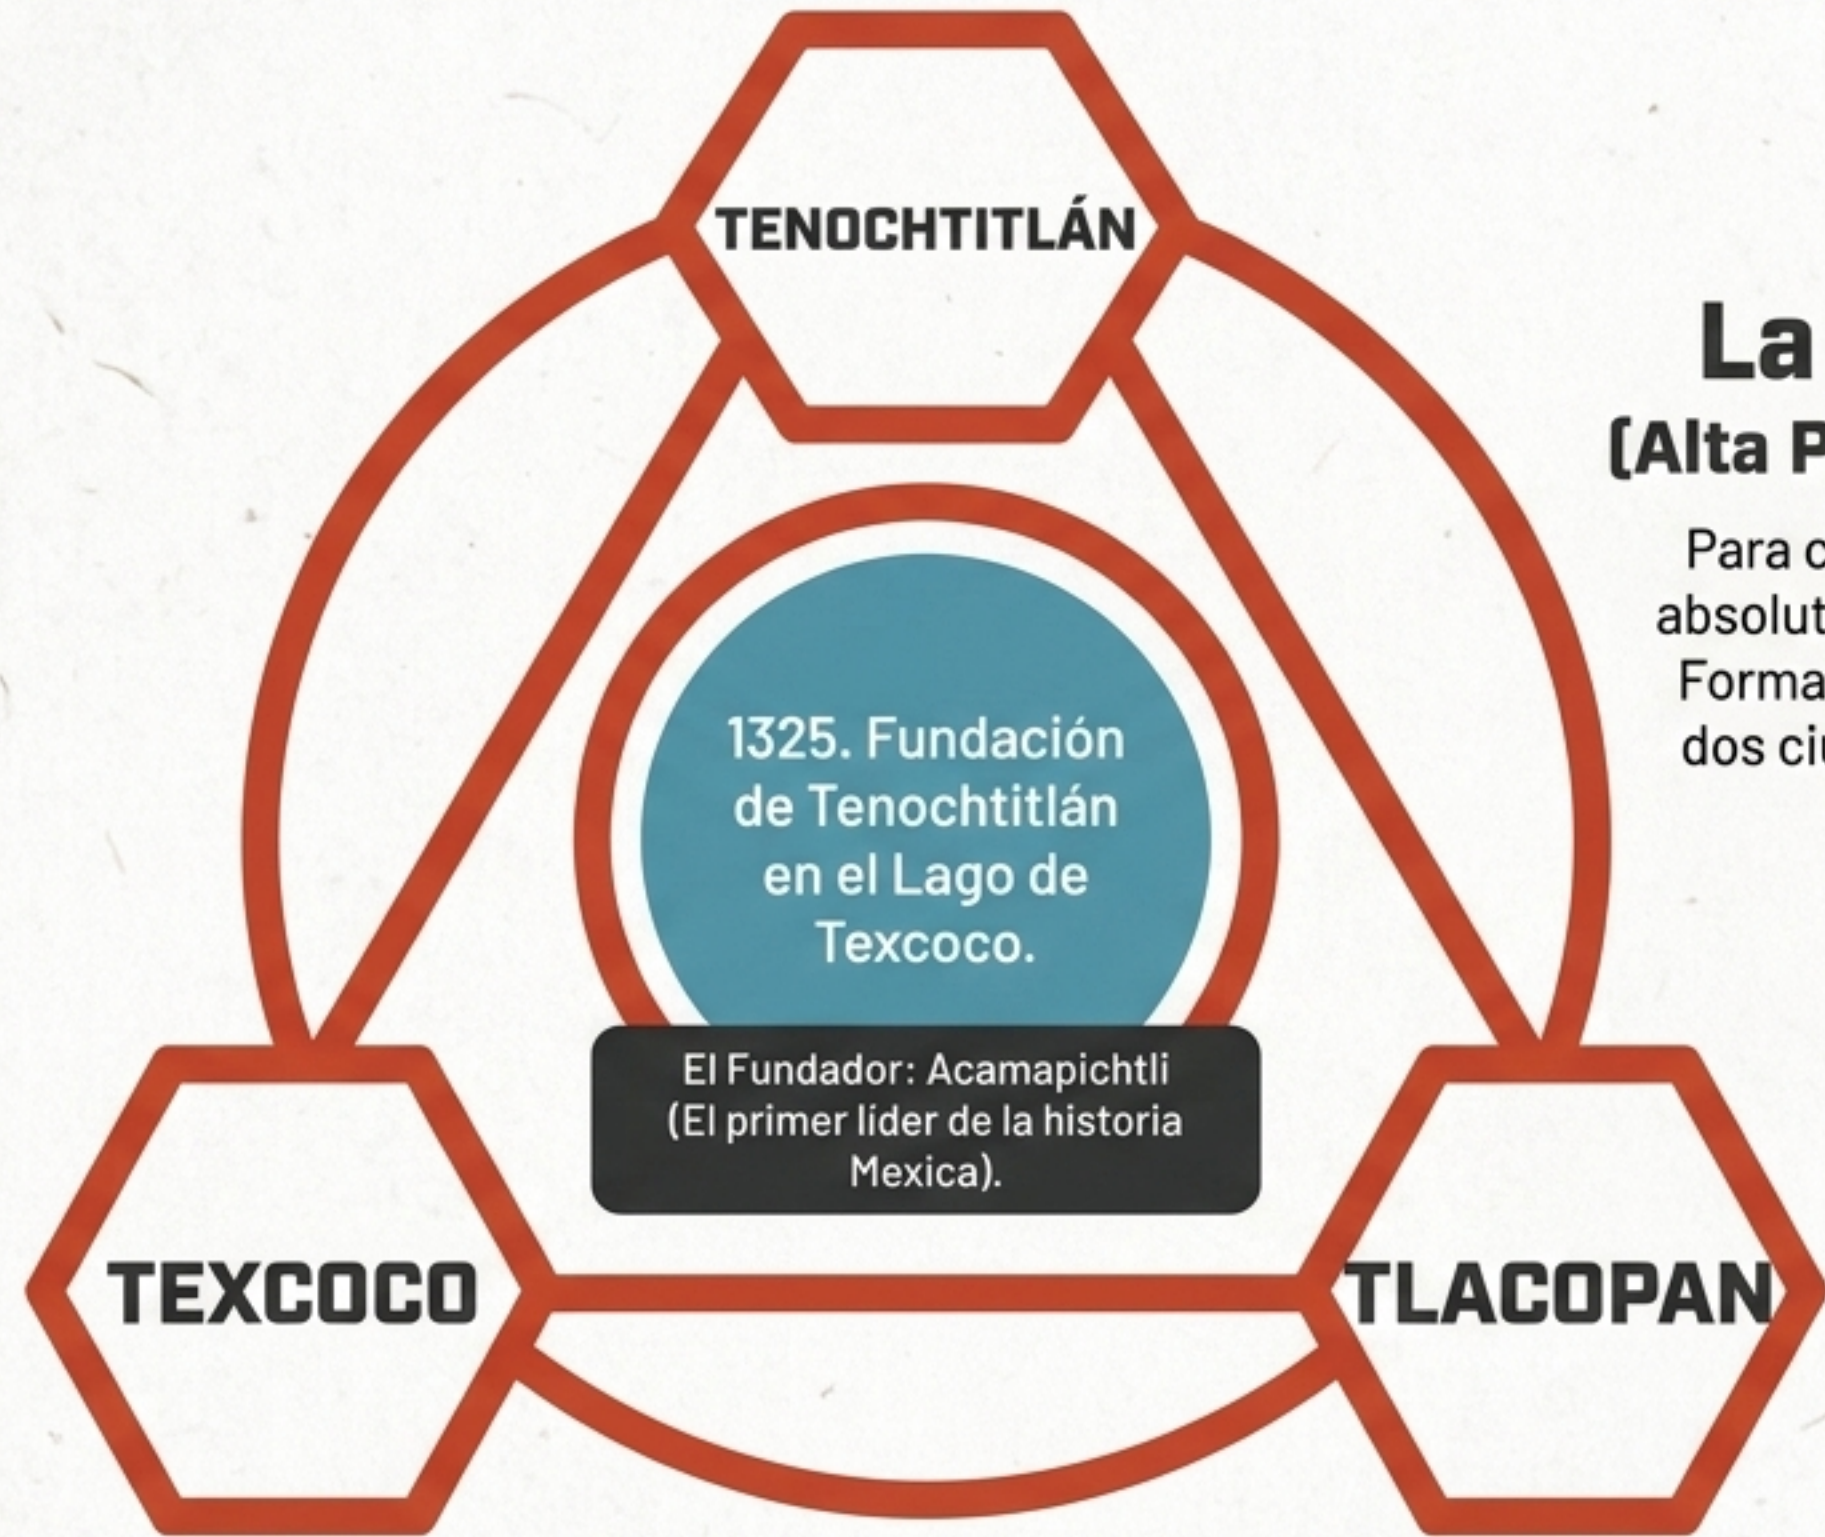 TENOCHTITLÁN
La
(Alta P
Para c
absolut
Forma
dos ci
1325. Fundación
de Tenochtitlán
en el Lago de
Texcoco.
El Fundador: Acamapichtli
(El primer líder de la historia
Mexica).
TEXCOCO
TLACOPAN